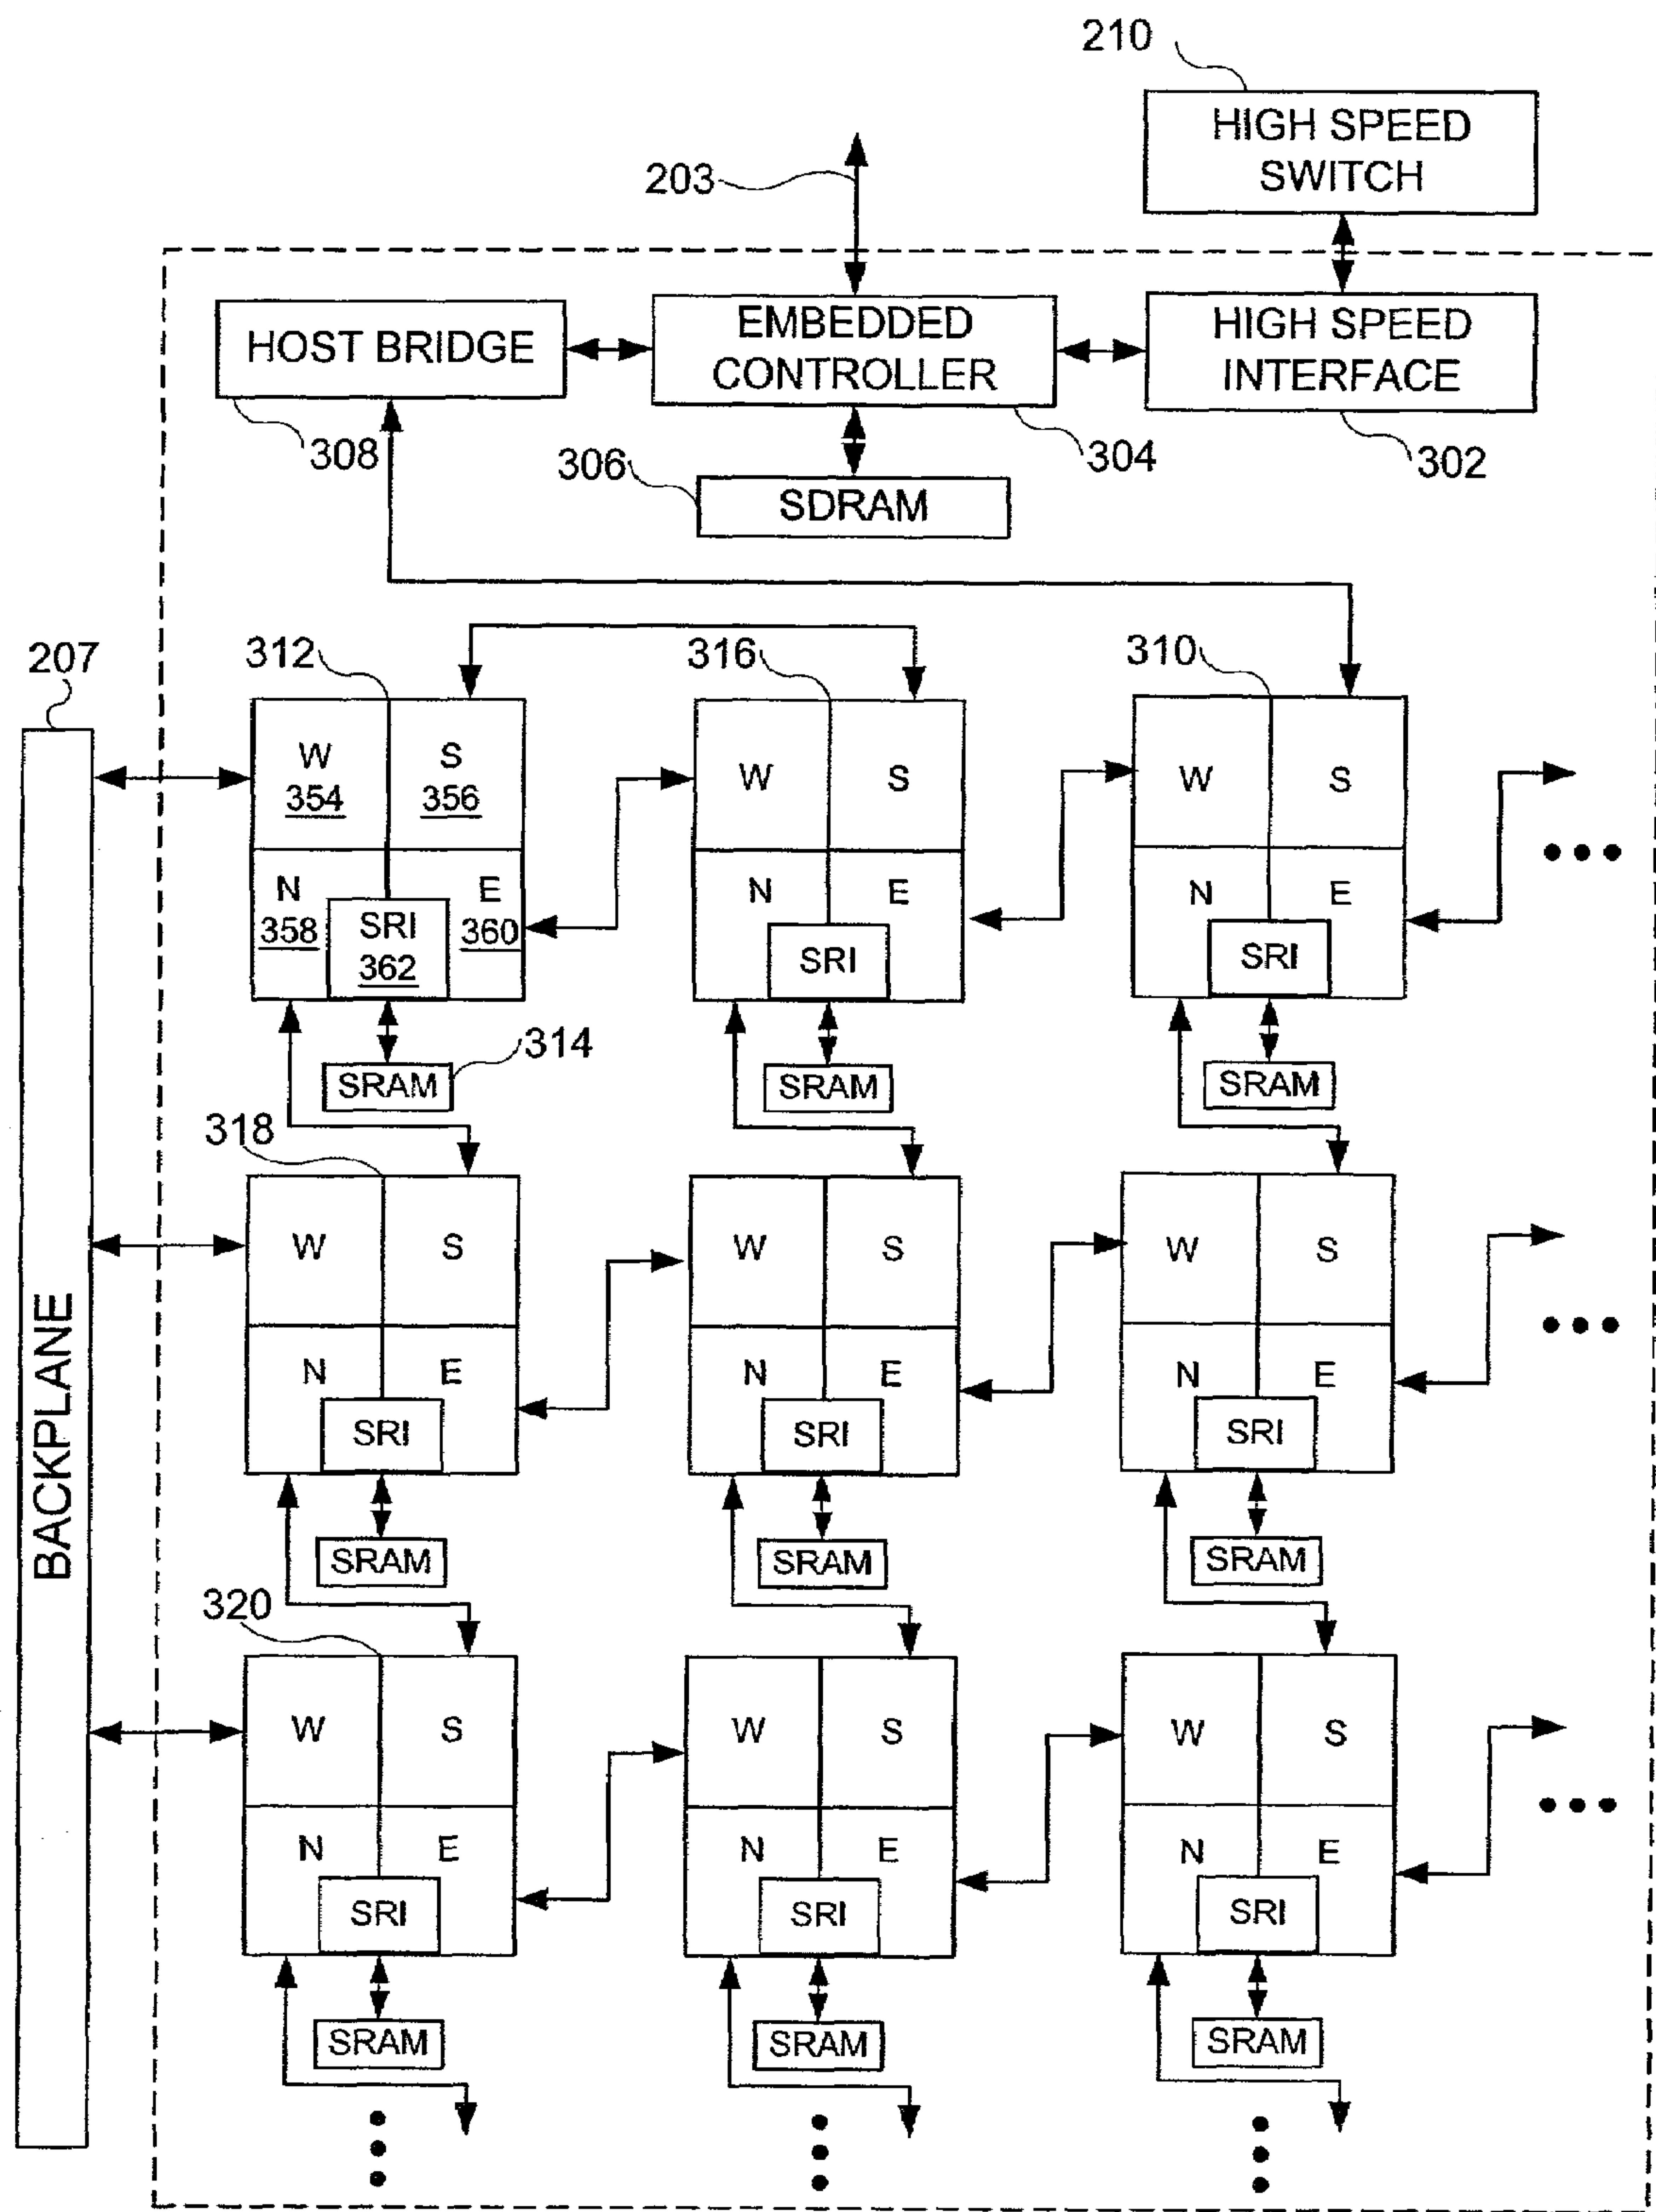 210
HIGH SPEED
SWITCH
203
HOST BRIDGE
EMBEDDED
CONTROLLER
HIGH SPEED
INTERFACE
308
304
302
306
SDRAM
207
BACKPLANE
312
316
310
W
354
S
356
N
358
E
360
SRI
362
W
S
N
E
SRI
W
S
N
E
SRI
SRAM
314
SRAM
SRAM
318
W
S
N
E
SRI
W
S
N
E
SRI
W
S
N
E
SRI
SRAM
SRAM
SRAM
320
W
S
N
E
SRI
W
S
N
E
SRI
W
S
N
E
SRI
SRAM
SRAM
SRAM